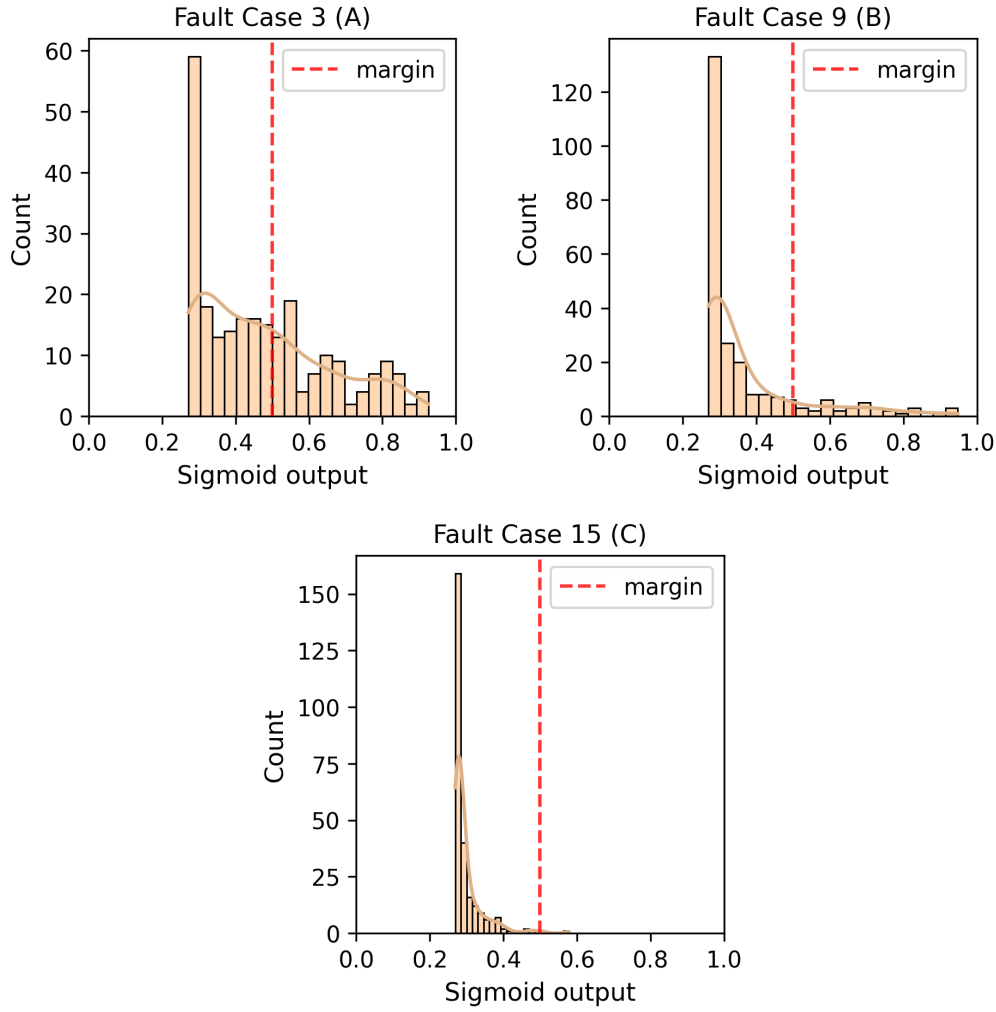 Fault Case 3 (A)
margin
Count
60
50
40
30
20
10
0
0.0 0.2 0.4 0.6 0.8 1.0
Sigmoid output
Fault Case 9 (B)
margin
Count
120
100
80
60
40
20
0
0.0 0.2 0.4 0.6 0.8 1.0
Sigmoid output
Fault Case 15 (C)
margin
Count
150
125
100
75
50
25
0
0.0 0.2 0.4 0.6 0.8 1.0
Sigmoid output